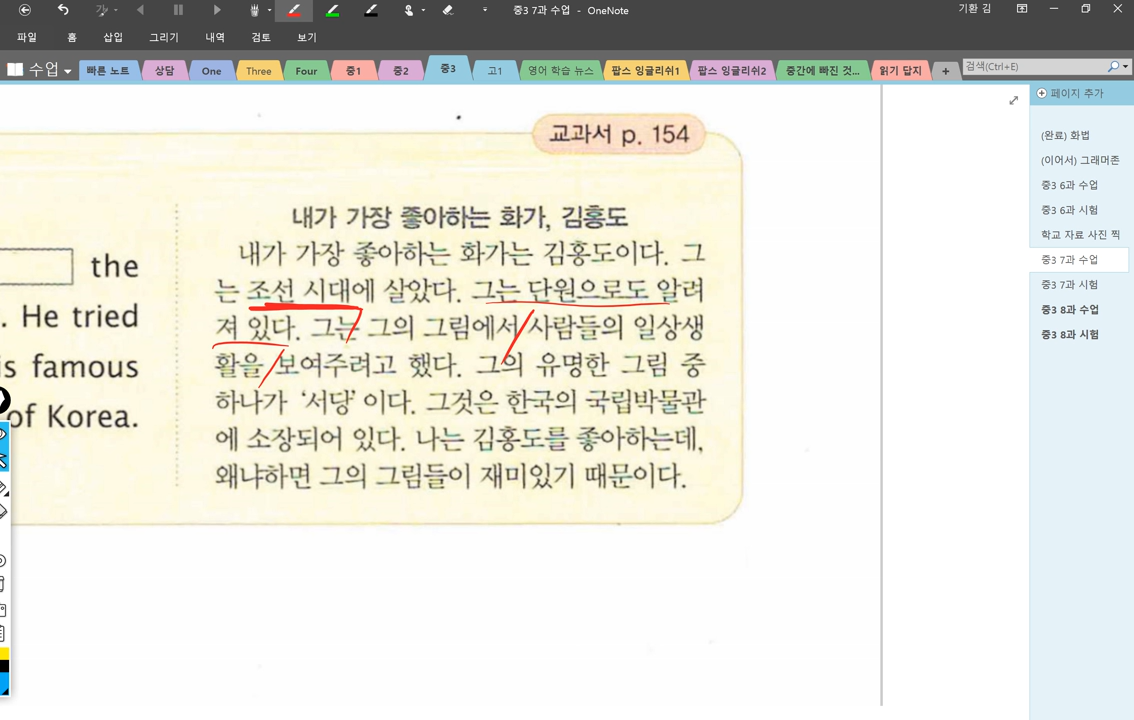 중3 7과 수업 - OneNote
기환 김
파일 홈 삽입 그리기 내역 검토 보기
수업 빠른 노트 상담 One Three Four 중1 중2 중3 고1 영어 학습 뉴스 팝스 잉글리쉬1 팝스 잉글리쉬2 중간에 빠진 것... 읽기 답지 + 검색(Ctrl+E)
페이지 추가
(완료) 화법
(이어서) 그래머존
중3 6과 수업
중3 6과 시험
학교 자료 사진 찍
중3 7과 수업
중3 7과 시험
중3 8과 수업
중3 8과 시험
교과서 p. 154
the
. He tried
is famous
of Korea.
내가 가장 좋아하는 화가, 김홍도
내가 가장 좋아하는 화가는 김홍도이다. 그
는 조선 시대에 살았다. 그는 단원으로도 알려
져 있다. 그는 그의 그림에서 사람들의 일상생
활을 보여주려고 했다. 그의 유명한 그림 중
하나가 ‘서당’ 이다. 그것은 한국의 국립박물관
에 소장되어 있다. 나는 김홍도를 좋아하는데,
왜냐하면 그의 그림들이 재미있기 때문이다.